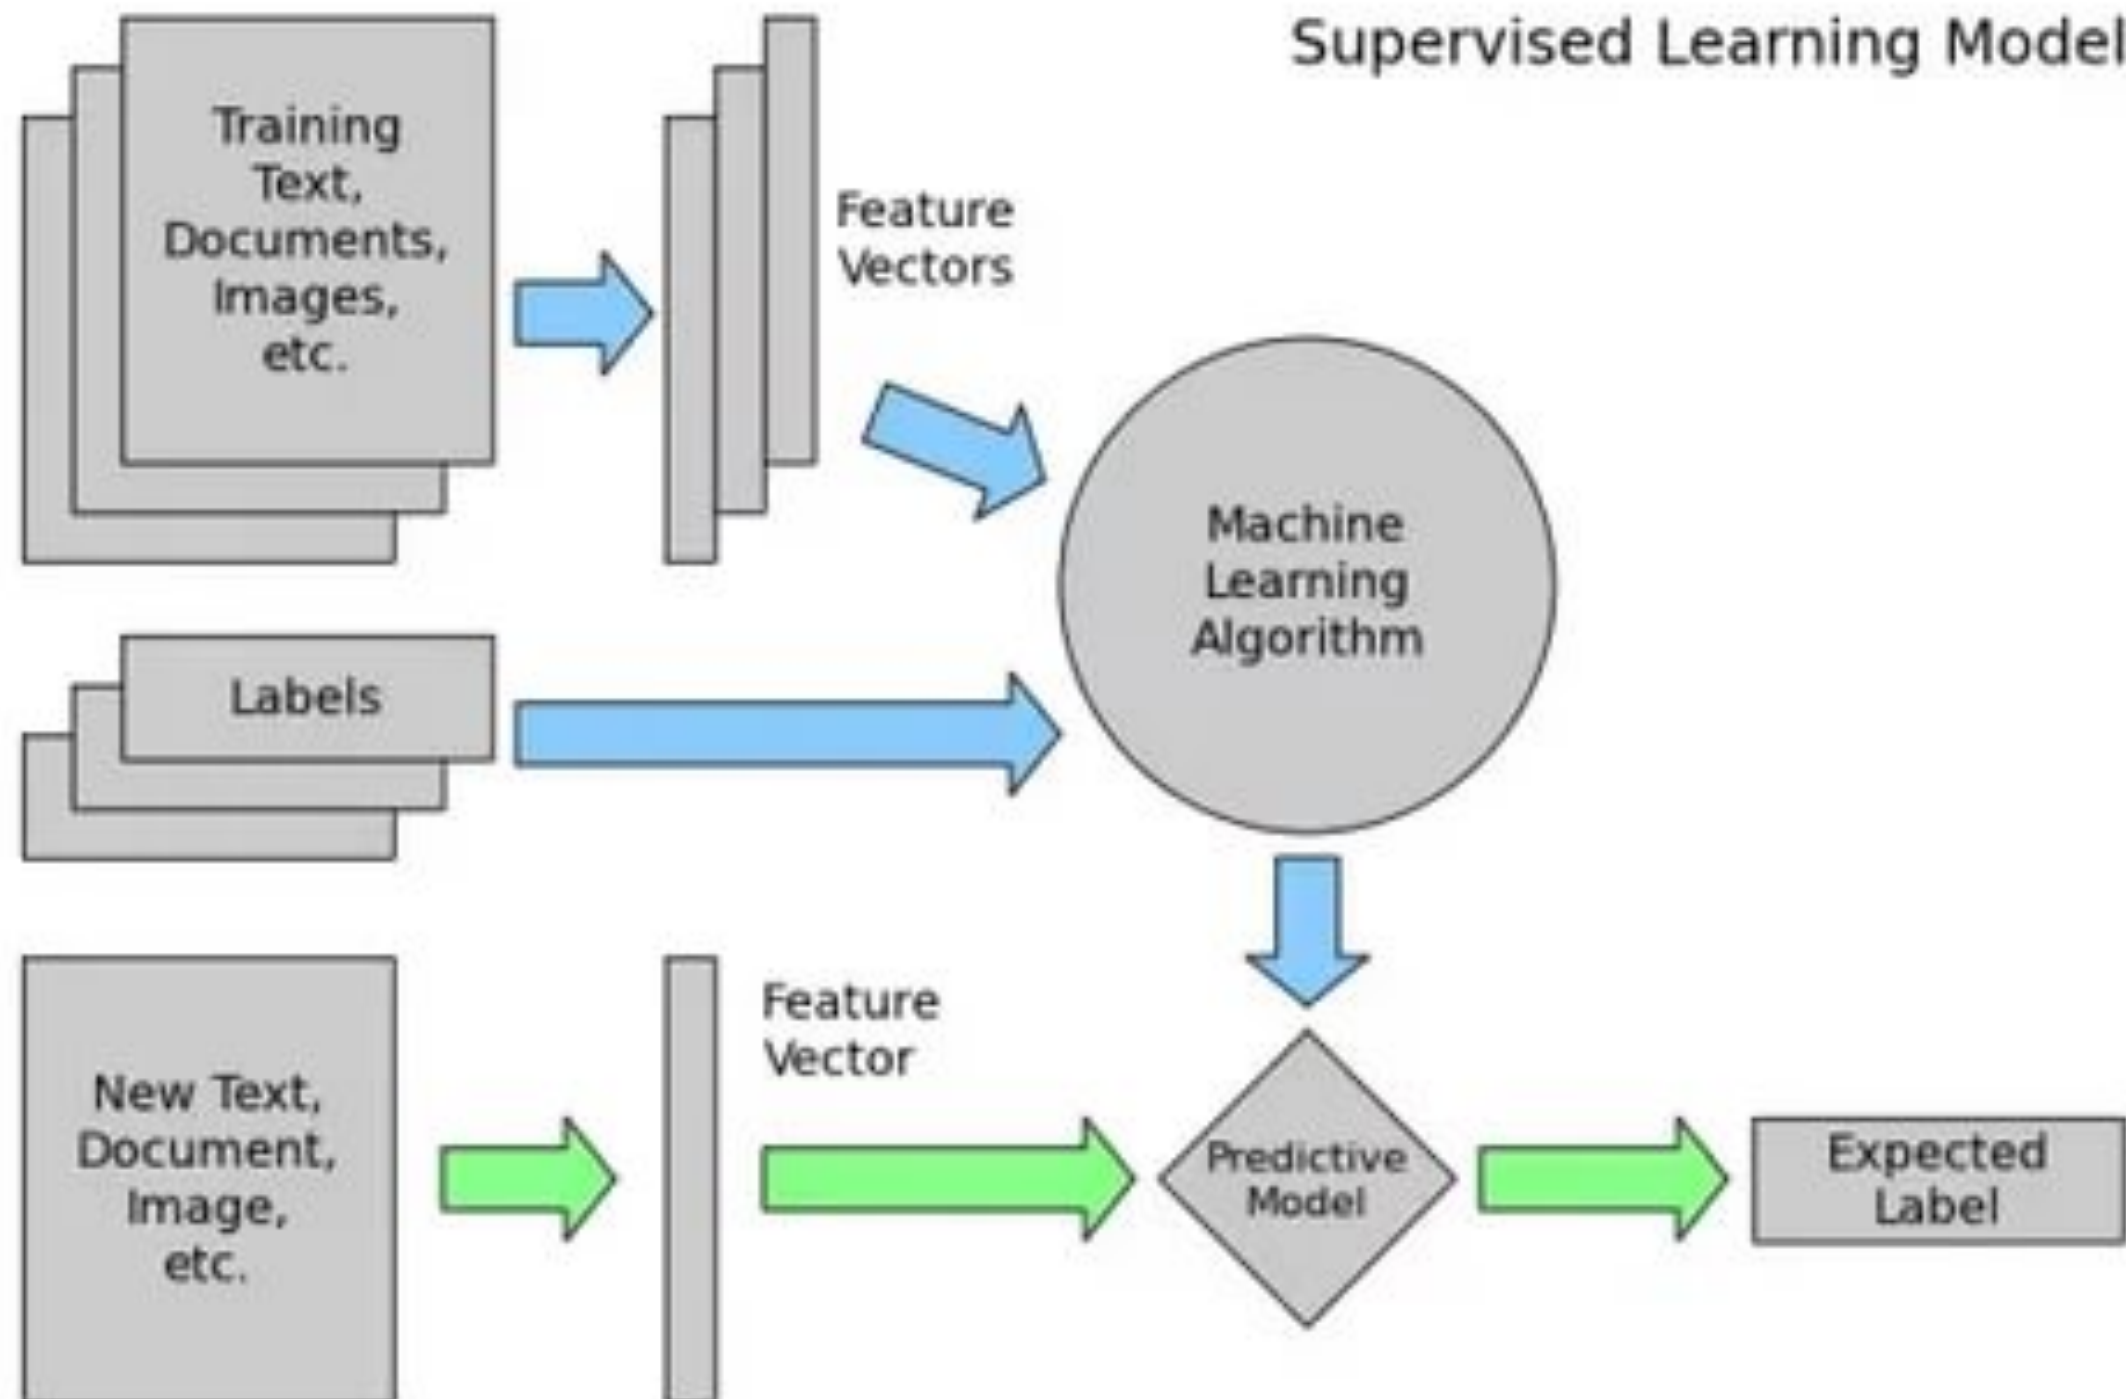 Supervised Learning Model
Training
Text,
Documents,
Images,
etc.
Feature
Vectors
Machine
Learning
Algorithm
Labels
New Text,
Document,
Image,
etc.
Feature
Vector
Predictive
Model
Expected
Label